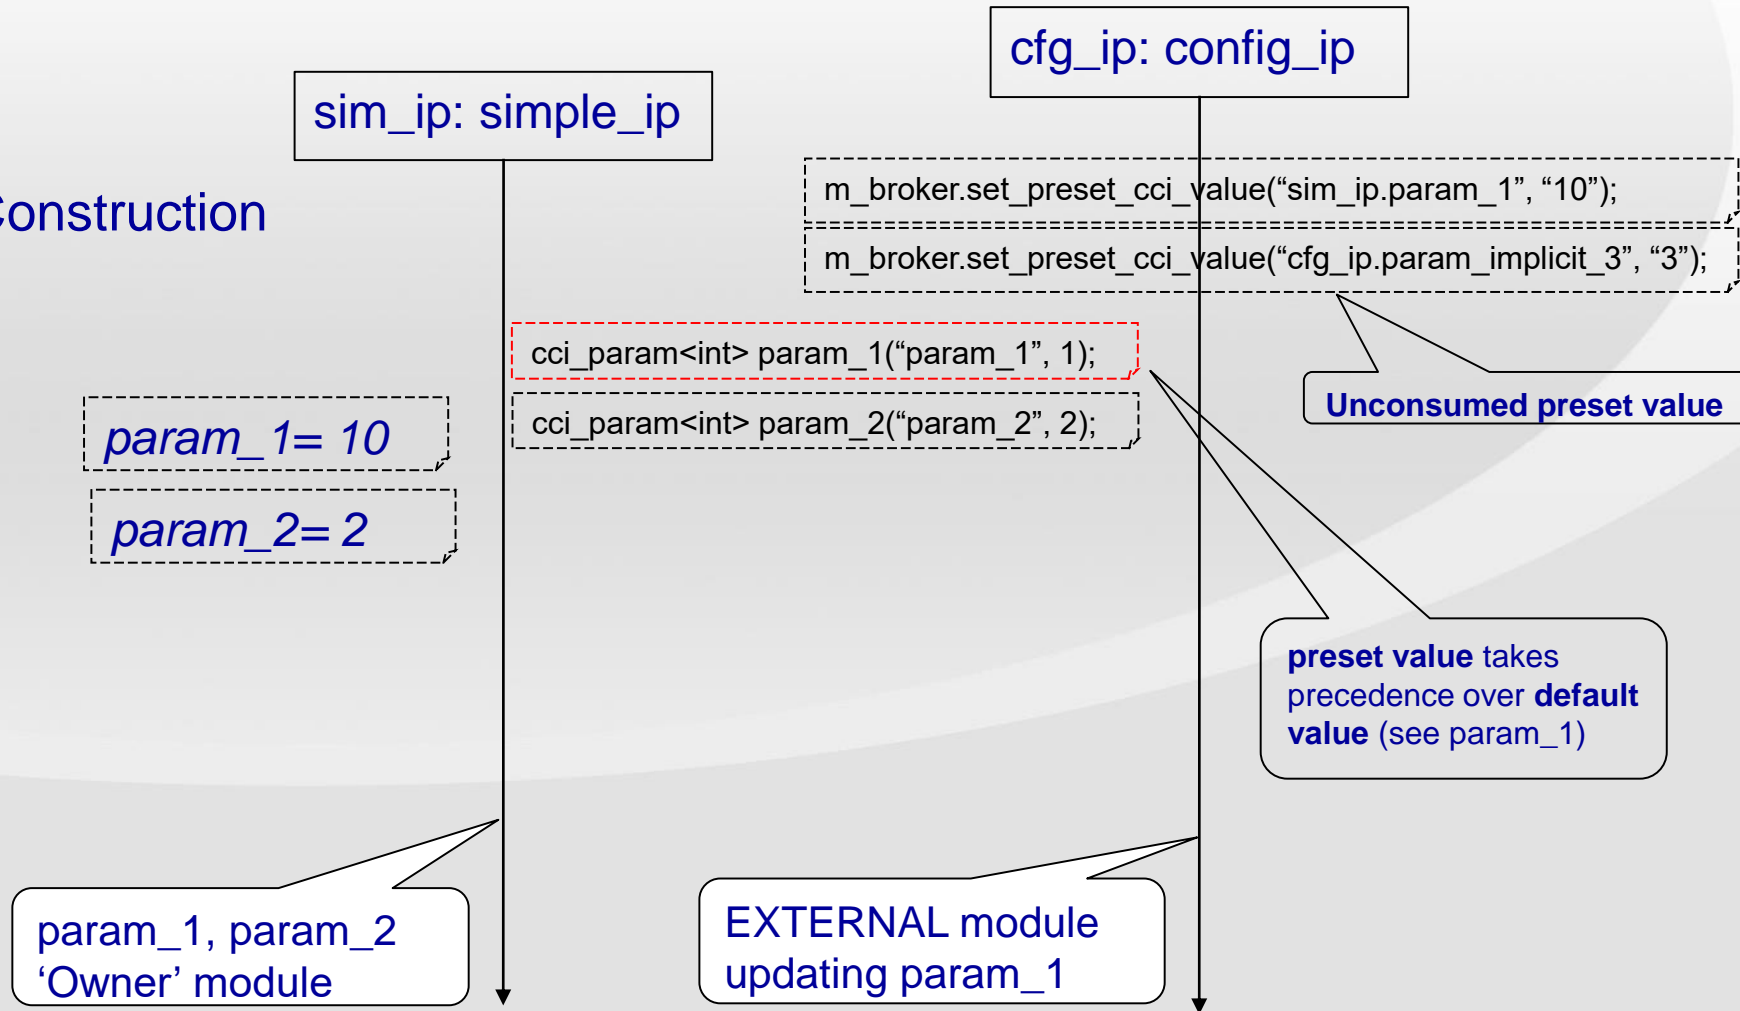 cfg_ip: config_ip
sim_ip: simple_ip
Construction
m_broker.set_preset_cci_value(“sim_ip.param_1”, “10”);
m_broker.set_preset_cci_value(“cfg_ip.param_implicit_3”, “3”);
cci_param<int> param_1(“param_1”, 1);
cci_param<int> param_2(“param_2”, 2);
Unconsumed preset value
param_1= 10
param_2= 2
preset value takes
precedence over default
value (see param_1)
param_1, param_2
‘Owner’ module
EXTERNAL module
updating param_1